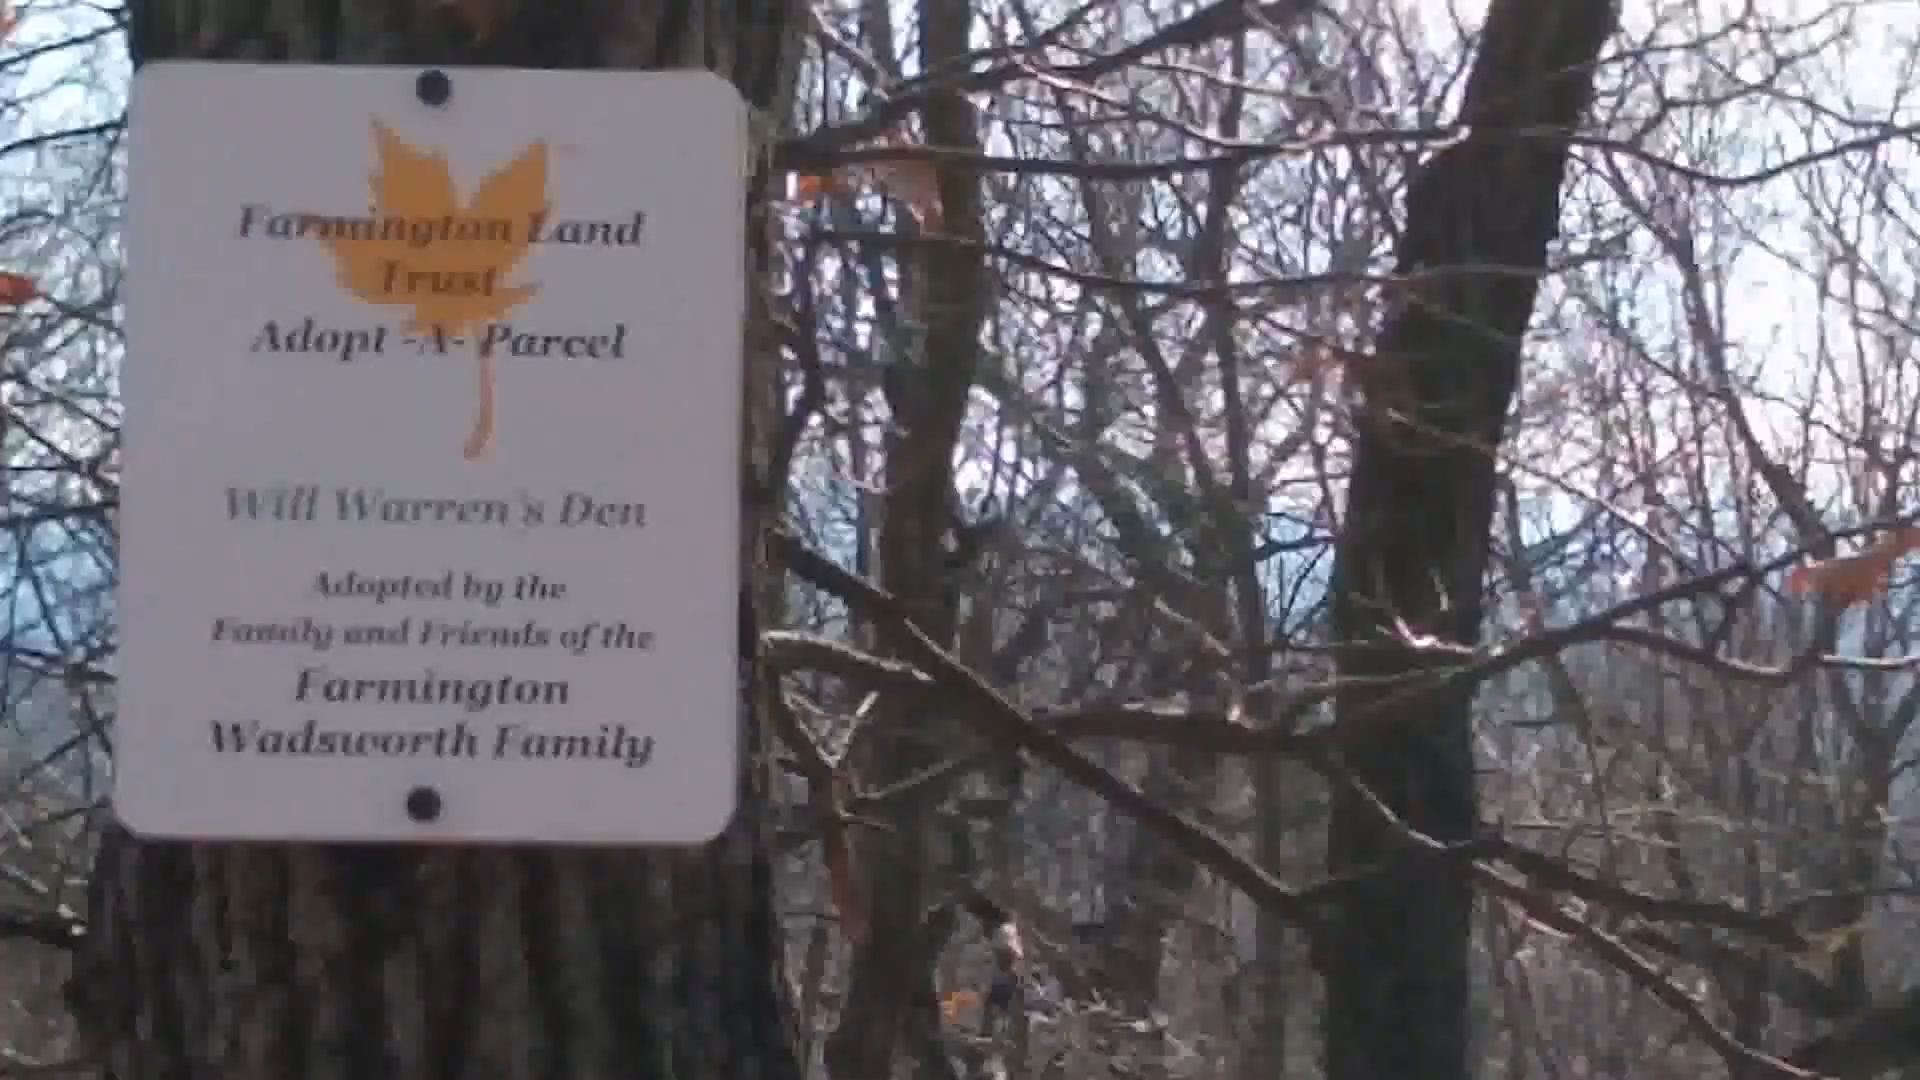 Farmington Land
Trust
Adopt -A- Parcel
Will Warren's Den
Adopted by the
Family and Friends of the
Farmington
Wadsworth Family